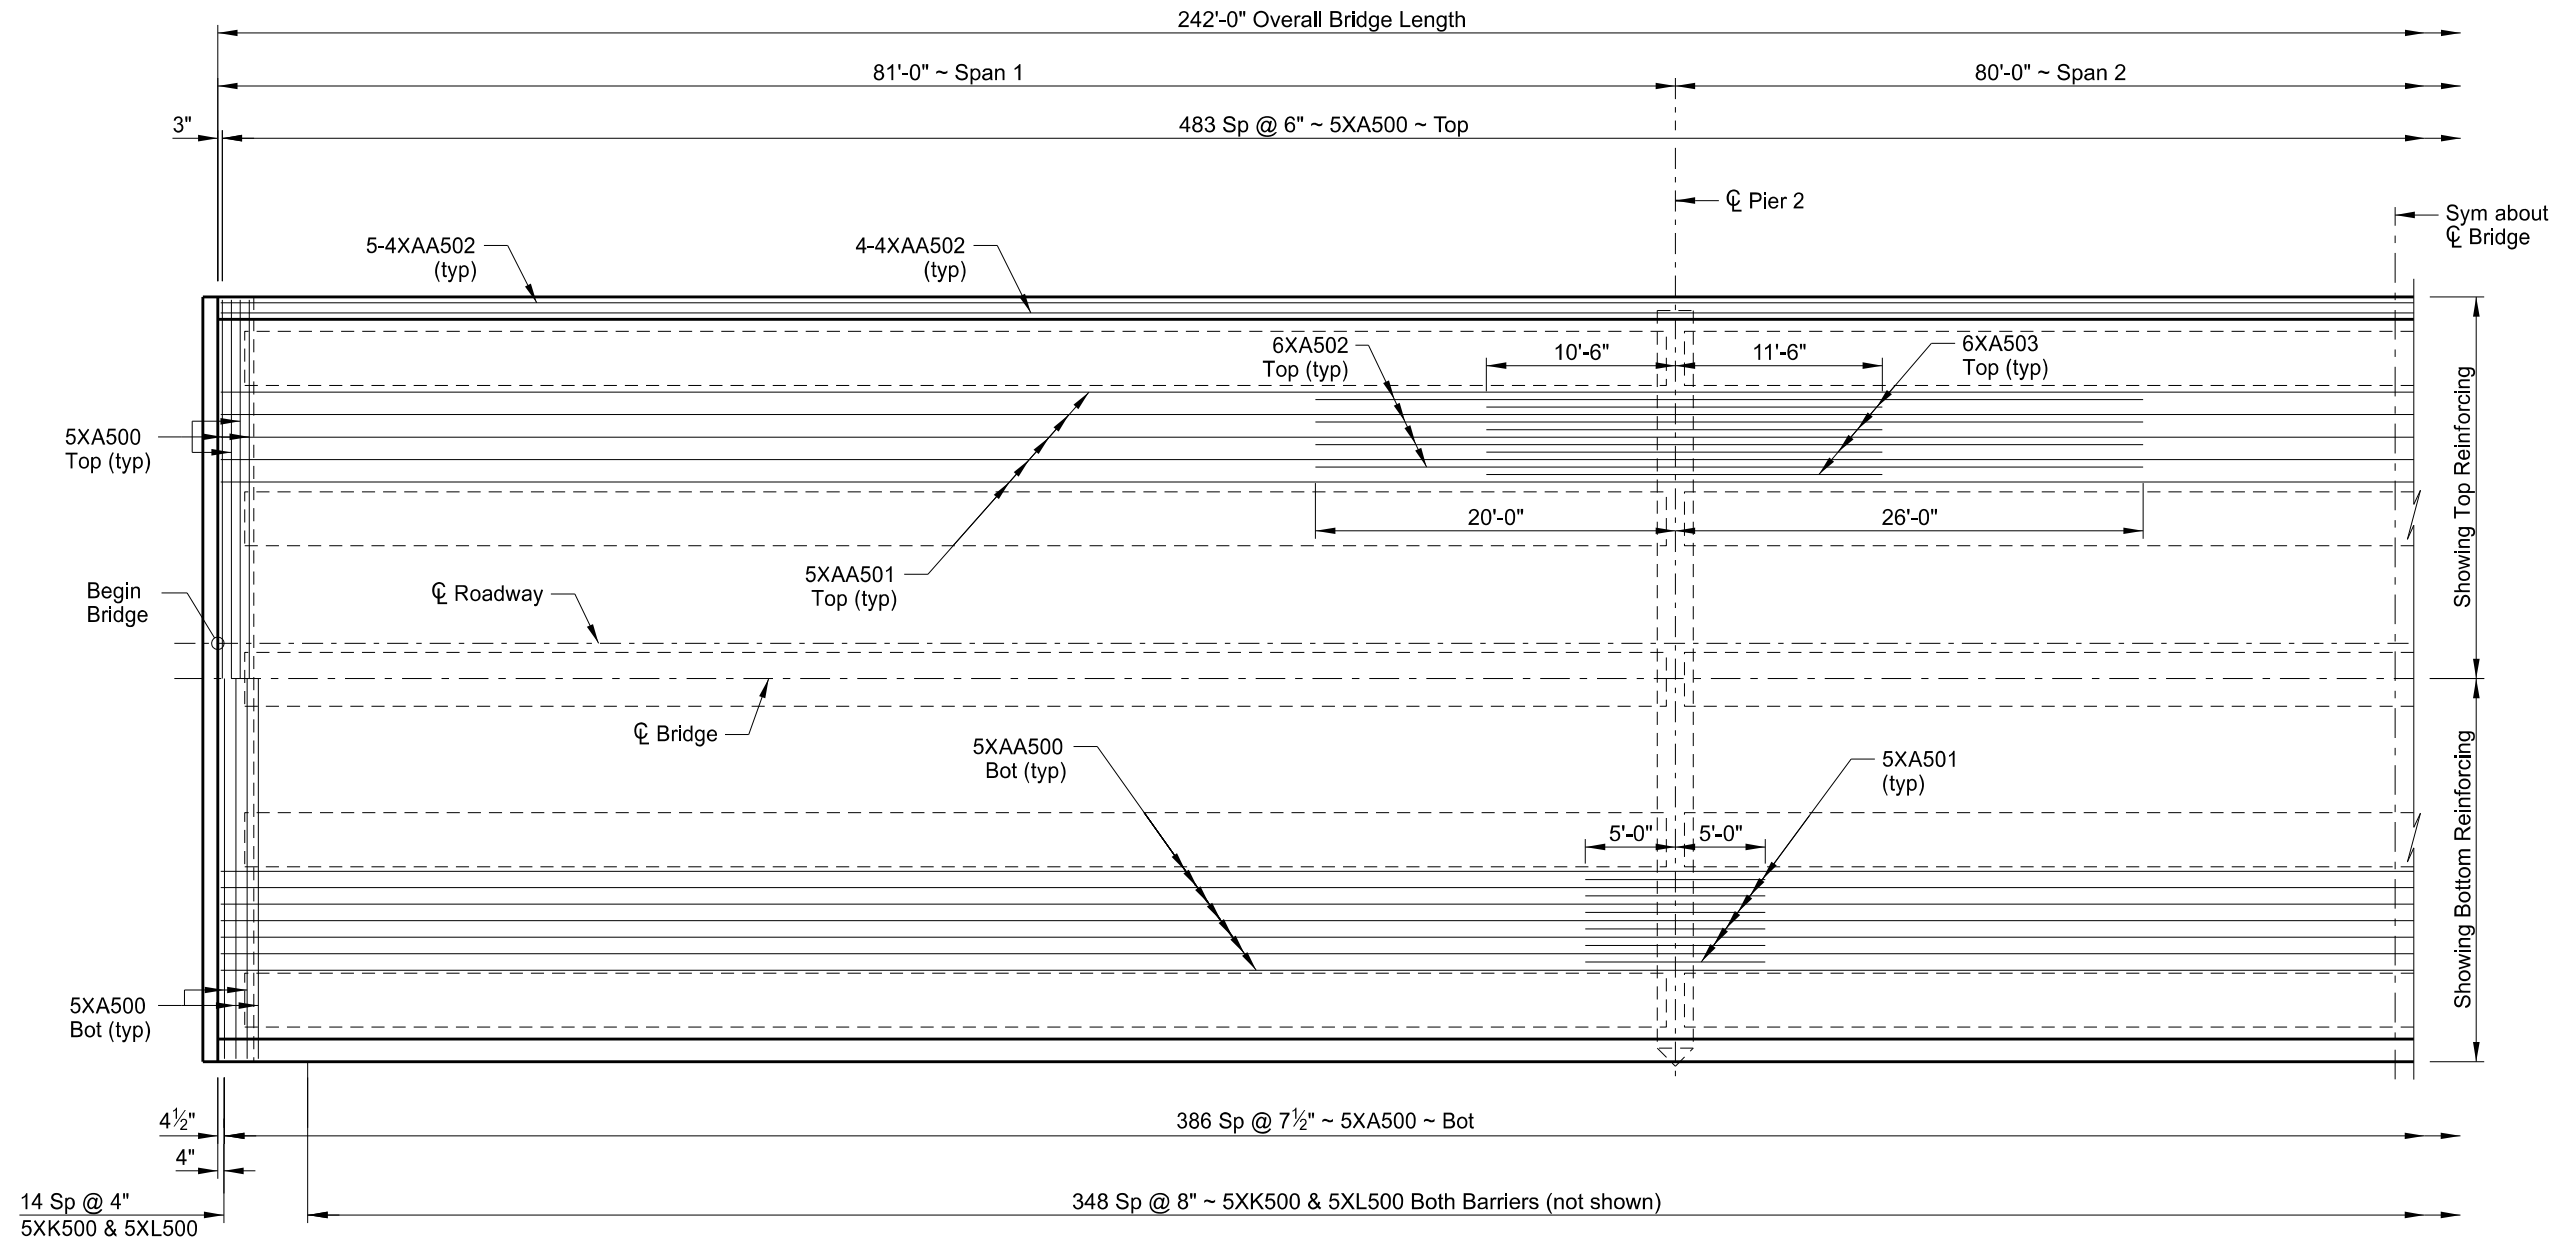 242'-0" Overall Bridge Length
81'-0" ~ Span 1
80'-0" ~ Span 2
3"
483 Sp @ 6" ~ 5XA500 ~ Top
℄ Pier 2
Sym about
℄ Bridge
5-4XAA502
(typ)
4-4XAA502
(typ)
6XA502
Top (typ)
10'-6"
11'-6"
6XA503
Top (typ)
5XA500
Top (typ)
20'-0"
26'-0"
Showing Top Reinforcing
5XAA501
Top (typ)
Begin
Bridge
℄ Roadway
℄ Bridge
5XAA500
Bot (typ)
5XA501
(typ)
5'-0"
5'-0"
Showing Bottom Reinforcing
5XA500
Bot (typ)
4½"
386 Sp @ 7½" ~ 5XA500 ~ Bot
4"
14 Sp @ 4"
5XK500 & 5XL500
348 Sp @ 8" ~ 5XK500 & 5XL500 Both Barriers (not shown)